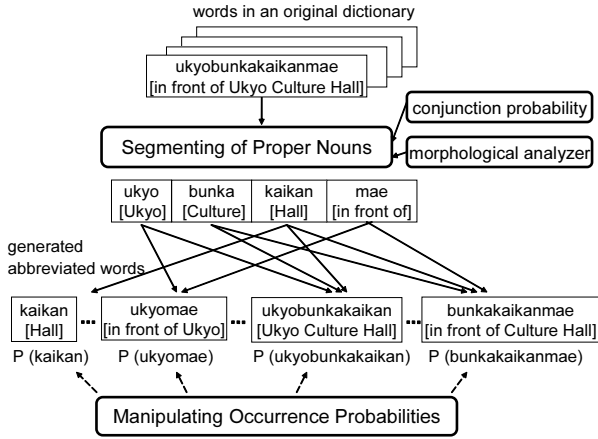 words in an original dictionary
ukyobunkakaikanmae
[in front of Ukyo Culture Hall]
conjunction probability
Segmenting of Proper Nouns
morphological analyzer
ukyo bunka kaikan mae
[Ukyo] [Culture] [Hall] [in front of]
generated
abbreviated words
kaikan ukyomae ukyobunkakaikan bunkakaikanmae
[Hall] ... [in front of Ukyo] ... [Ukyo Culture Hall] ... [in front of Culture Hall]
P (kaikan) P (ukyomae) P (ukyobunkakaikan) P (bunkakaikanmae)
Manipulating Occurrence Probabilities